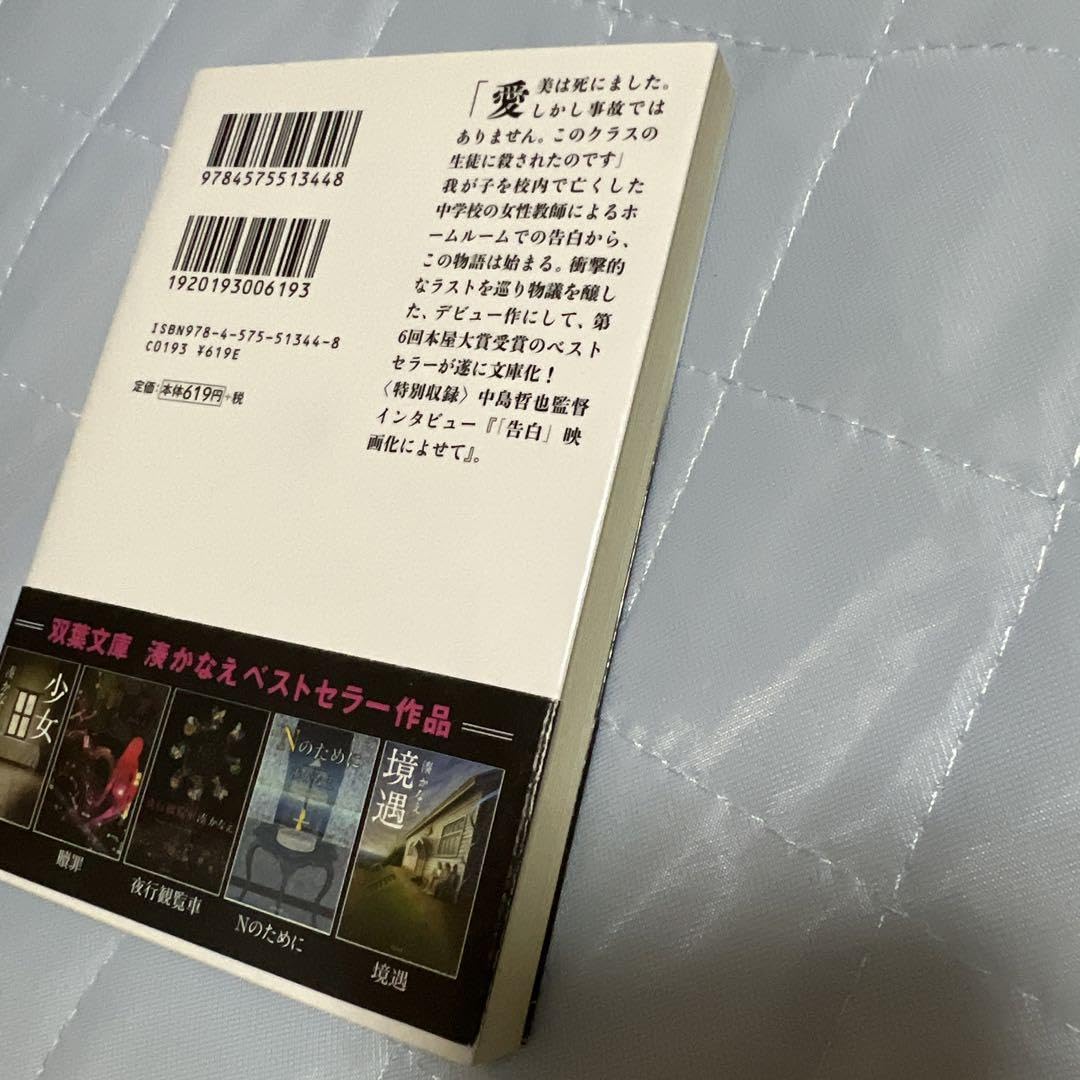 9784575513448
1920193006193
ISBN978-4-575-51344-8
C0193 ¥619E
定価:本体619円+税
「愛美は死にました。
しかし事故では
ありません。このクラスの
生徒に殺されたのです」
我が子を校内で亡くした
中学校の女性教師によるホ
ームルームでの告白から、
この物語は始まる。衝撃的
なラストを巡り物議を醸し
た、デビュー作にして、第
6回本屋大賞受賞のベスト
セラーが遂に文庫化!
〈特別収録〉中島哲也監督
インタビュー『「告白」映
画化によせて』。
双葉文庫 湊かなえベストセラー作品
少女
湊かなえ
Nのために
境遇
湊かなえ
贖罪
夜行観覧車
Nのために
境遇